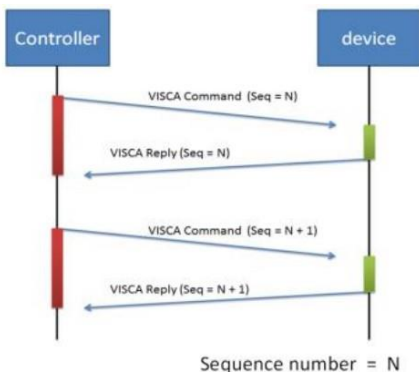 Controller
device
VISCA Command (Seq = N)
VISCA Reply (Seq = N)
VISCA Command (Seq = N + 1)
VISCA Reply (Seq = N + 1)
Sequence number = N